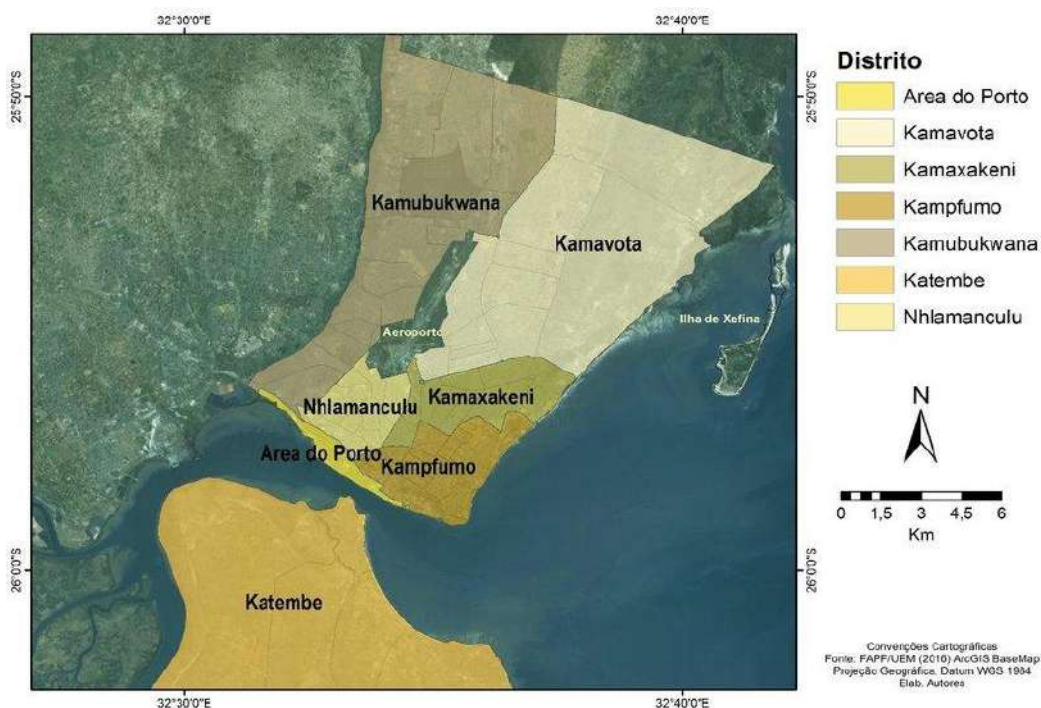 32°30'0"E
32°40'0"E
25°50'0"S
25°50'0"S
Kamubukwana
Kamavota
Aeroporto
Ilha de Xefina
Kamaxakeni
Nhlamanculu
Area do Porto
Kampfumo
26°0'0"S
26°0'0"S
Katembe
32°30'0"E
32°40'0"E
Distrito
Area do Porto
Kamavota
Kamaxakeni
Kampfumo
Kamubukwana
Katembe
Nhlamanculu
N
0 1,5 3 4,5 6
Km
Convenções Cartográficas
Fonte: FAPF/UEM (2016) ArcGIS BaseMap
Projeção Geográfica, Datum WGS 1984
Elab. Autores